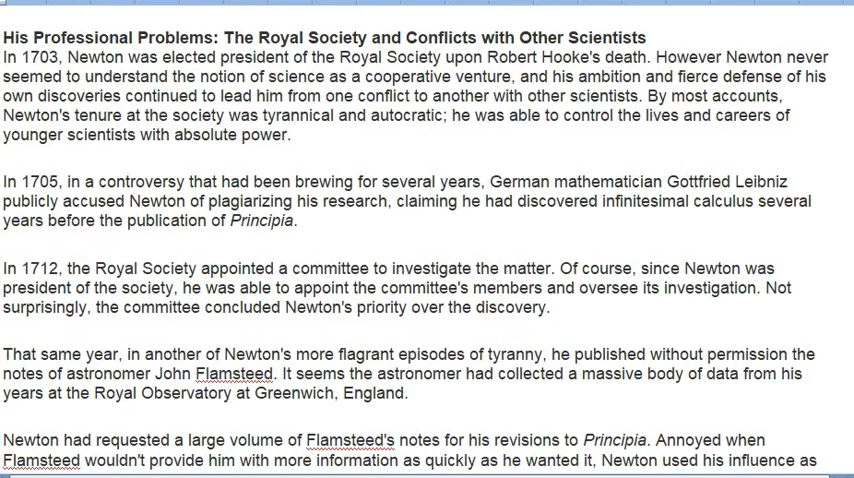 His Professional Problems: The Royal Society and Conflicts with Other Scientists
In 1703, Newton was elected president of the Royal Society upon Robert Hooke's death. However Newton never
seemed to understand the notion of science as a cooperative venture, and his ambition and fierce defense of his
own discoveries continued to lead him from one conflict to another with other scientists. By most accounts,
Newton's tenure at the society was tyrannical and autocratic; he was able to control the lives and careers of
younger scientists with absolute power.
In 1705, in a controversy that had been brewing for several years, German mathematician Gottfried Leibniz
publicly accused Newton of plagiarizing his research, claiming he had discovered infinitesimal calculus several
years before the publication of Principia.
In 1712, the Royal Society appointed a committee to investigate the matter. Of course, since Newton was
president of the society, he was able to appoint the committee's members and oversee its investigation. Not
surprisingly, the committee concluded Newton's priority over the discovery.
That same year, in another of Newton's more flagrant episodes of tyranny, he published without permission the
notes of astronomer John Flamsteed. It seems the astronomer had collected a massive body of data from his
years at the Royal Observatory at Greenwich, England.
Newton had requested a large volume of Flamsteed's notes for his revisions to Principia. Annoyed when
Flamsteed wouldn't provide him with more information as quickly as he wanted it, Newton used his influence as